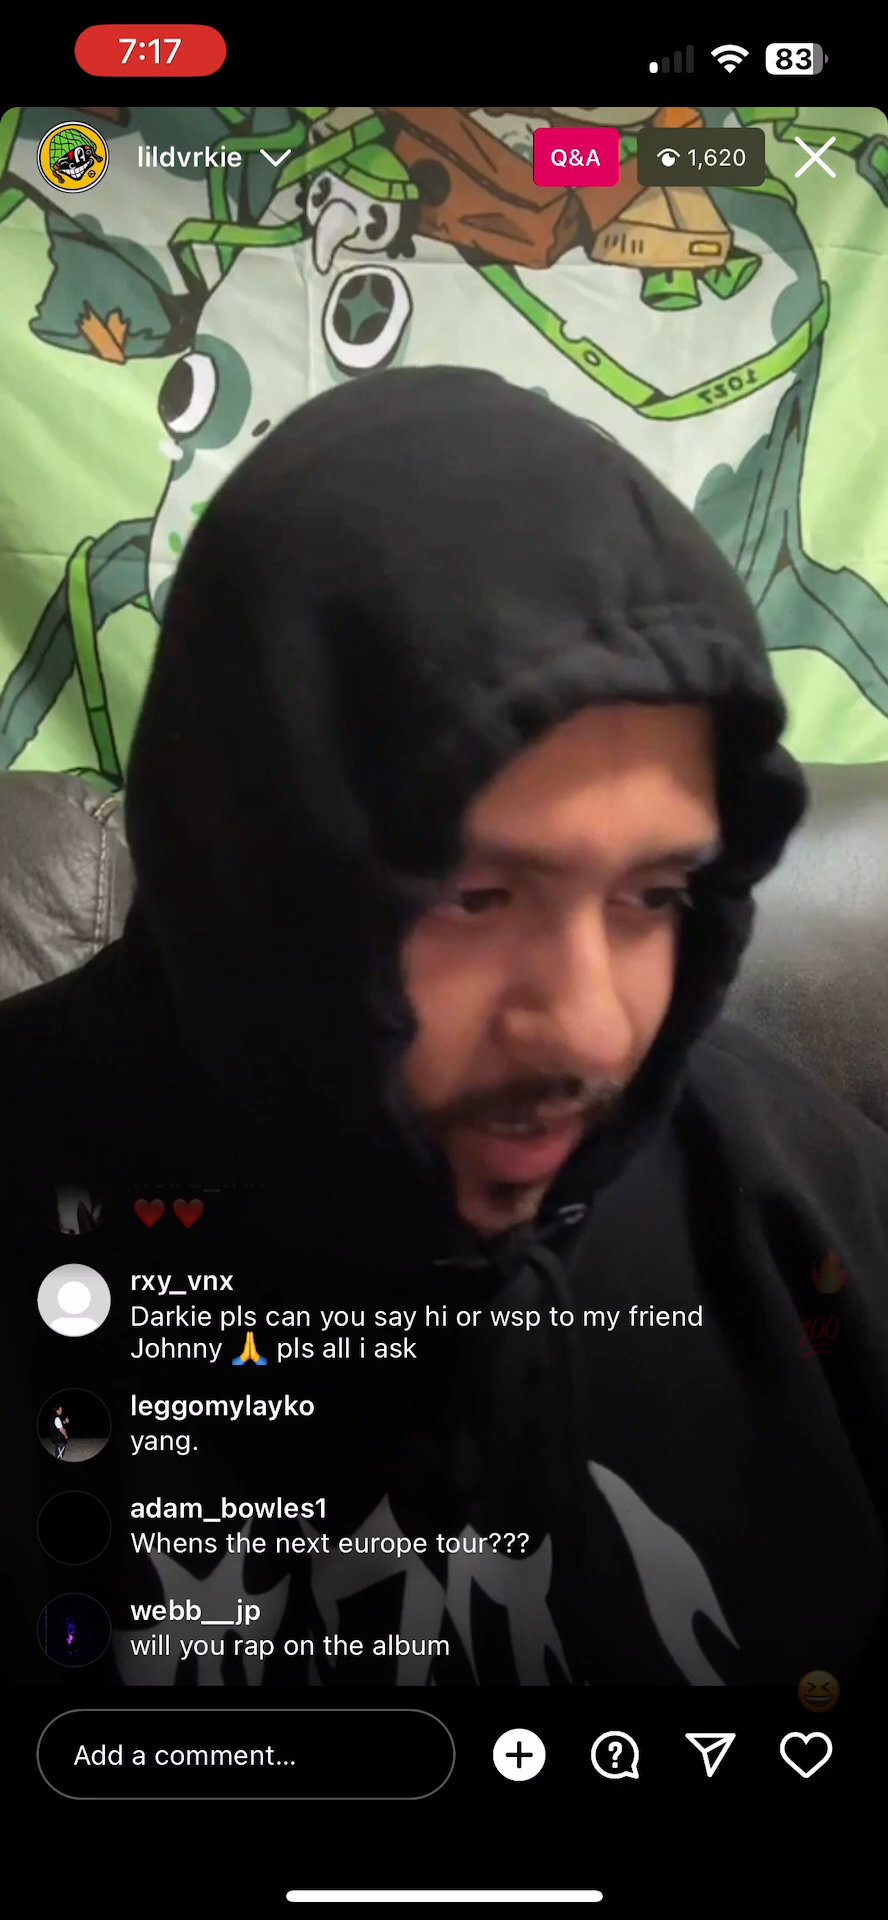 7:17
83
lildvrkie
Q&A
1,620
1027
rxy_vnx
Darkie pls can you say hi or wsp to my friend
Johnny 🙏 pls all i ask
💯
leggomylayko
yang.
adam_bowles1
Whens the next europe tour???
webb__jp
will you rap on the album
Add a comment...